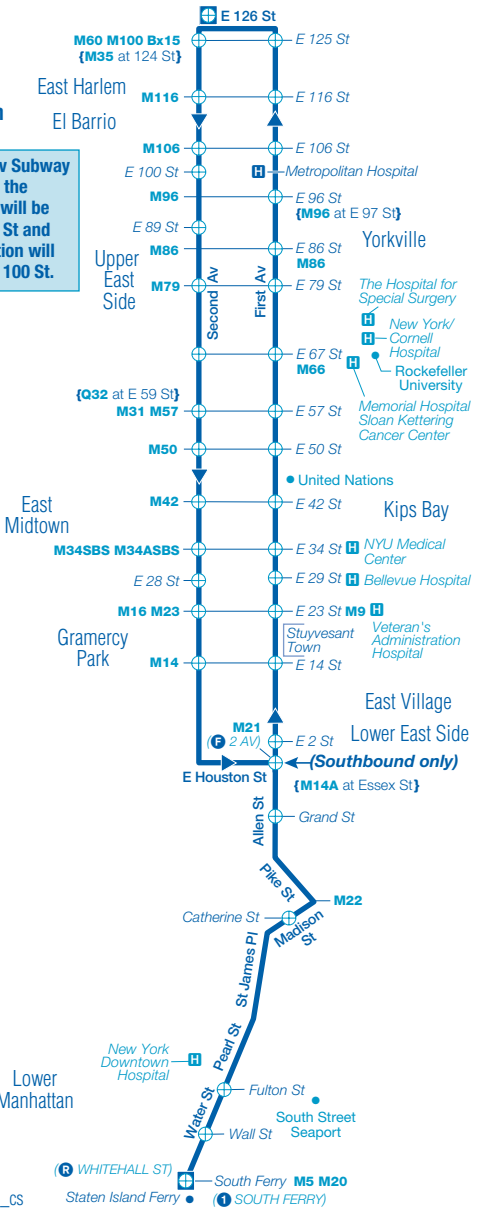 E 126 St
M60 M100 Bx15
{M35 at 124 St}
E 125 St
East Harlem
M116
E 116 St
El Barrio
M106
E 106 St
w Subway
the
will be
St and
tion will
100 St.
E 100 St
H
Metropolitan Hospital
M96
E 96 St
{M96 at E 97 St}
E 89 St
Yorkville
M86
E 86 St
M86
Upper
East
Side
Second Av
First Av
M79
E 79 St
The Hospital for
Special Surgery
H
New York/
H
Cornell
Hospital
E 67 St
M66
H
Rockefeller
University
{Q32 at E 59 St}
M31 M57
E 57 St
Memorial Hospital
Sloan Kettering
Cancer Center
M50
E 50 St
United Nations
East
Midtown
M42
E 42 St
Kips Bay
M34SBS M34ASBS
E 34 St H NYU Medical
Center
E 28 St
E 29 St H Bellevue Hospital
M16 M23
E 23 St M9 H
Veteran's
Administration
Hospital
Gramercy
Park
Stuyvesant
Town
M14
E 14 St
East Village
Lower East Side
M21
(F 2 AV)
E 2 St
(Southbound only)
E Houston St
{M14A at Essex St}
Allen St
Grand St
Pike St
M22
Catherine St
Madison
St
St James Pl
Pearl St
New York
Downtown
Hospital
H
Lower
Manhattan
Fulton St
Water St
South Street
Seaport
Wall St
(R WHITEHALL ST)
South Ferry M5 M20
_cs
Staten Island Ferry
(1 SOUTH FERRY)